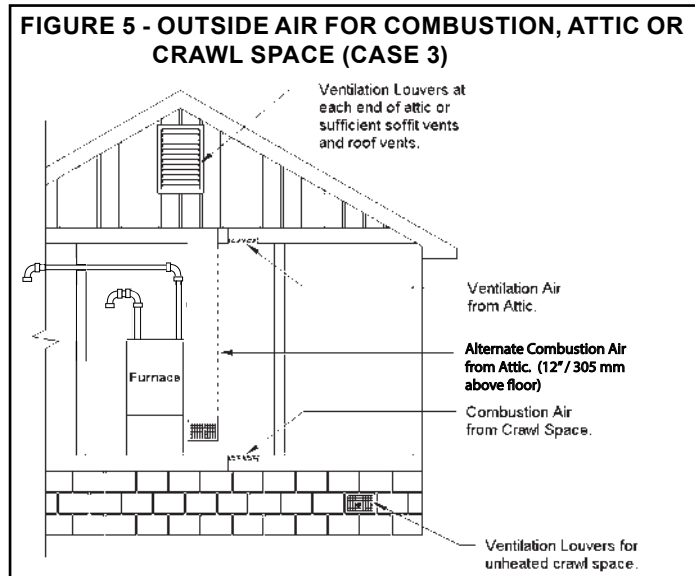 FIGURE 5 - OUTSIDE AIR FOR COMBUSTION, ATTIC OR
CRAWL SPACE (CASE 3)
Ventilation Louvers at
each end of attic or
sufficient soffit vents
and roof vents.
Ventilation Air
from Attic.
Alternate Combustion Air
from Attic. (12"/ 305 mm
above floor)
Furnace
Combustion Air
from Crawl Space.
Ventilation Louvers for
unheated crawl space.